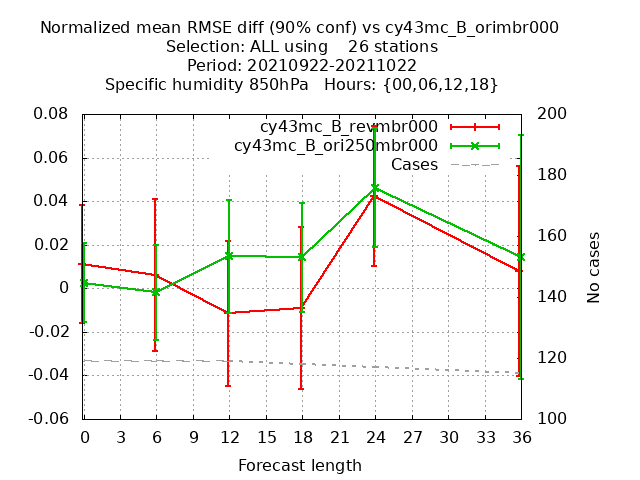 Normalized mean RMSE diff (90% conf) vs cy43mc_B_orimbr000
Selection: ALL using    26 stations
Period: 20210922-20211022
Specific humidity 850hPa   Hours: {00,06,12,18}
cy43mc_B_revmbr000
cy43mc_B_ori250mbr000
Cases
0.08
0.06
0.04
0.02
0
-0.02
-0.04
-0.06
200
180
160
140
120
100
No cases
0 3 6 9 12 15 18 21 24 27 30 33 36
Forecast length